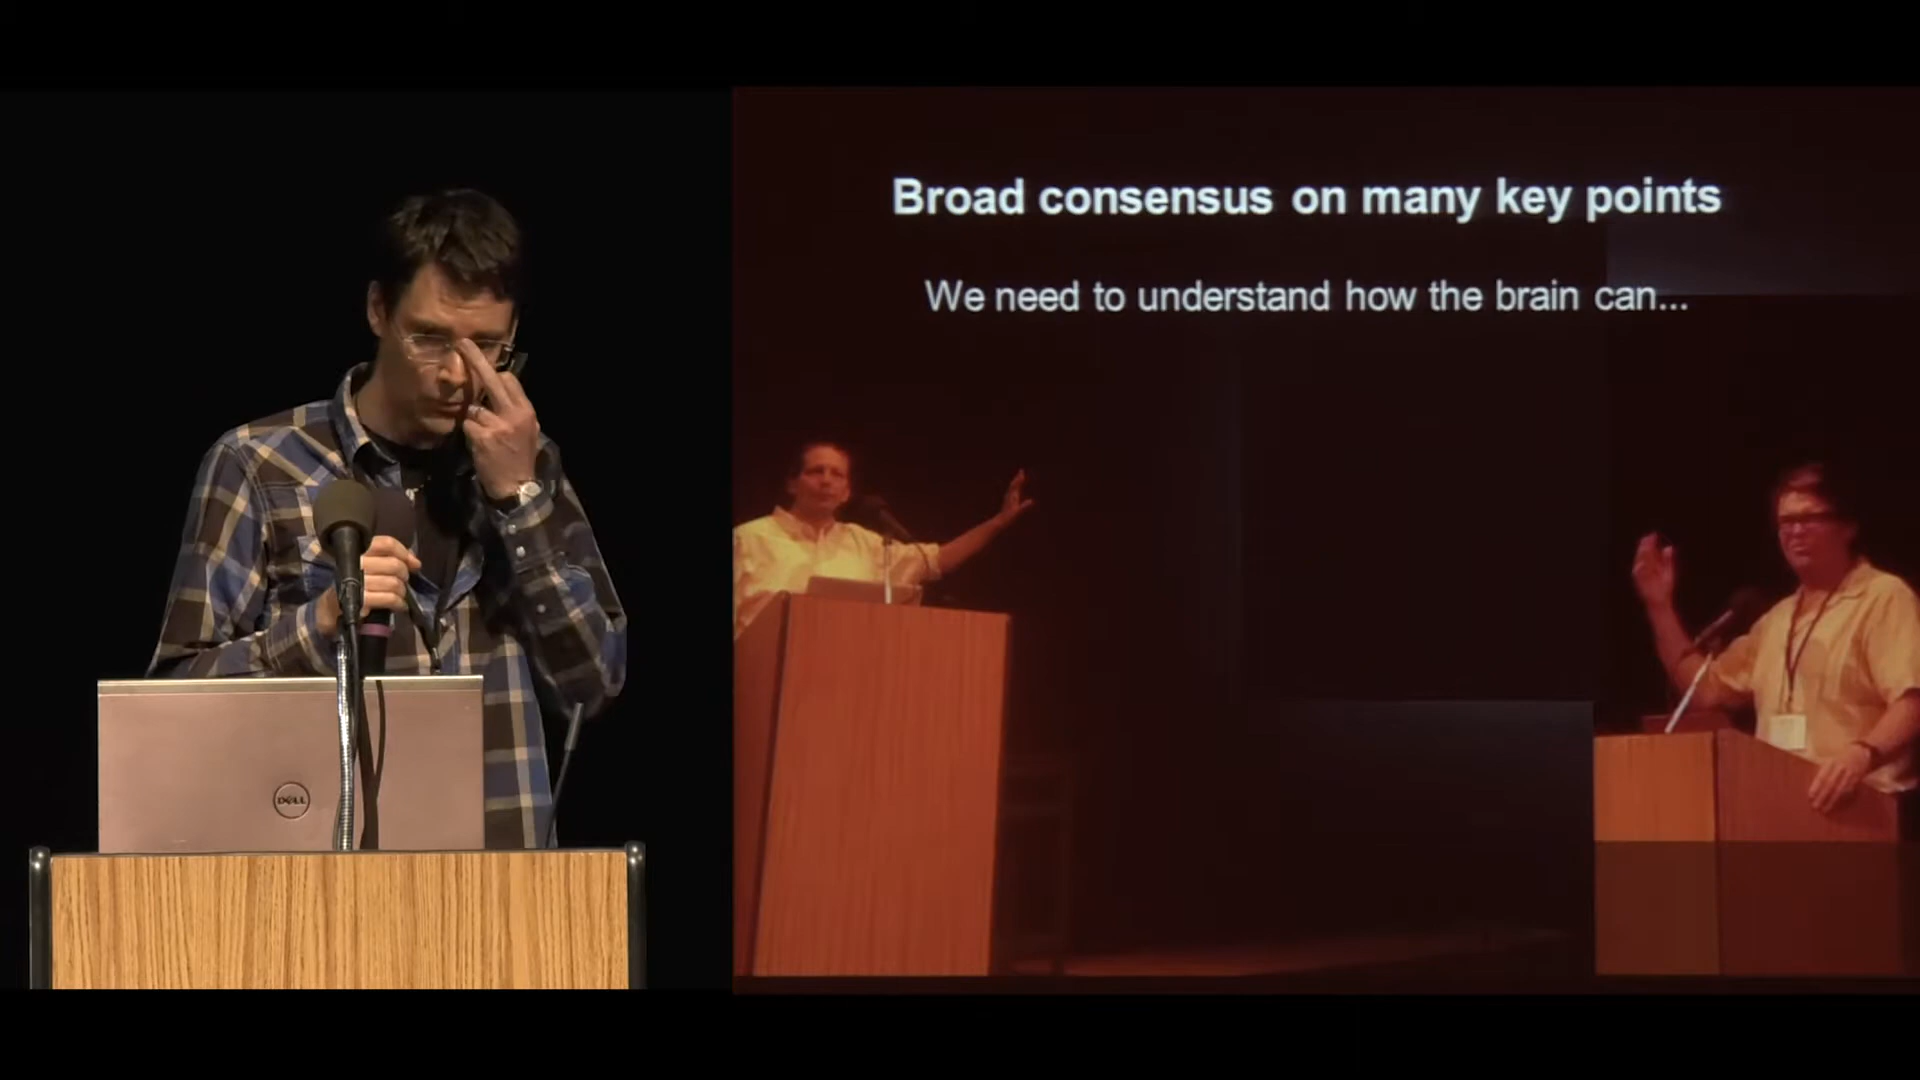 Broad consensus on many key points
We need to understand how the brain can...
DELL